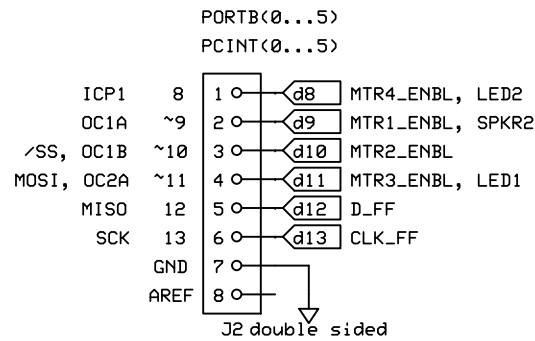 PORTB(0...5)
PCINT(0...5)
ICP1 8 1 d8 MTR4_ENBL, LED2
OC1A ~9 2 d9 MTR1_ENBL, SPKR2
/SS, OC1B ~10 3 d10 MTR2_ENBL
MOSI, OC2A ~11 4 d11 MTR3_ENBL, LED1
MISO 12 5 d12 D_FF
SCK 13 6 d13 CLK_FF
GND 7
AREF 8
J2 double sided